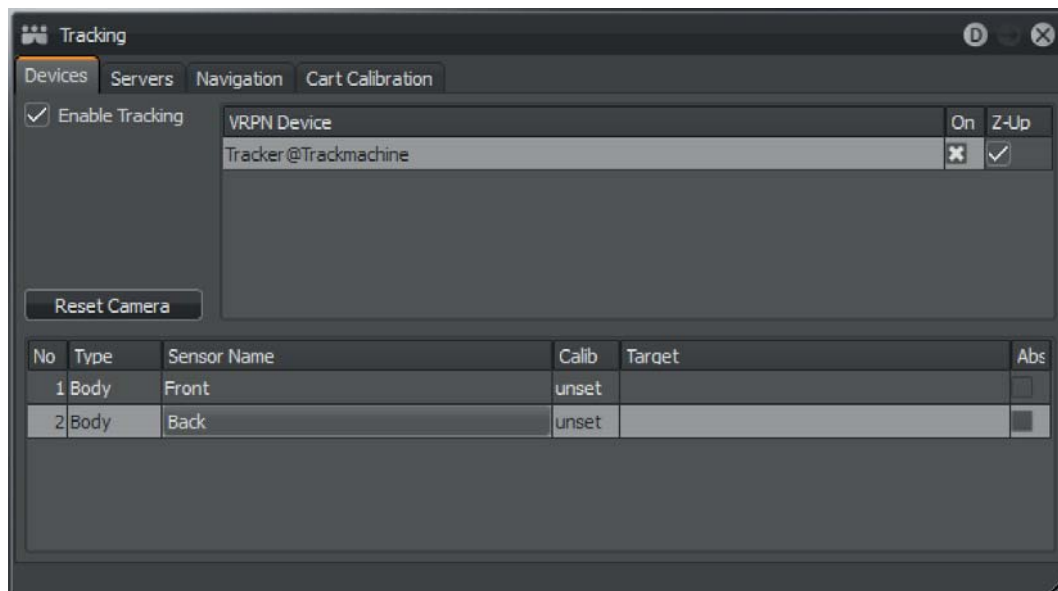 Tracking D
Devices Servers Navigation Cart Calibration
Enable Tracking
VRPN Device On Z-Up
Tracker@Trackmachine
Reset Camera
No Type Sensor Name Calib Target Abs
1 Body Front unset
2 Body Back unset